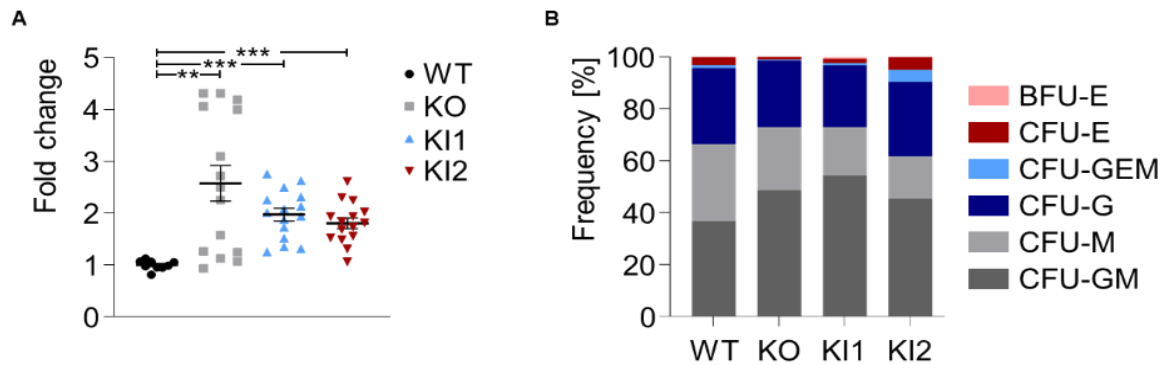 A
Fold change
5
4
3
2
1
0
***
***
**
WT
KO
KI1
KI2
B
Frequency [%]
100
80
60
40
20
0
WT KO KI1 KI2
BFU-E
CFU-E
CFU-GEM
CFU-G
CFU-M
CFU-GM